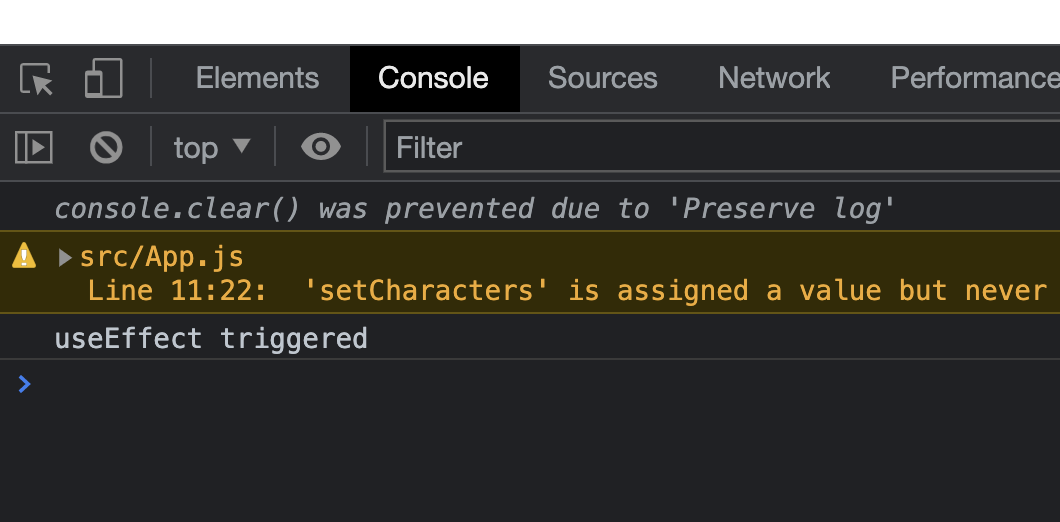 Elements Console Sources Network Performance
top Filter
console.clear() was prevented due to 'Preserve log'
src/App.js
Line 11:22: 'setCharacters' is assigned a value but never
useEffect triggered